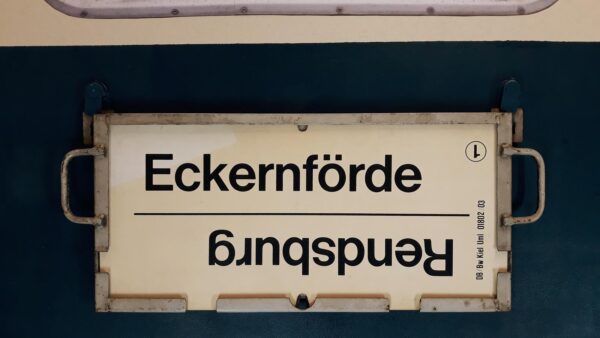 Eckernförde
Rendsburg
1
DB Bw Kiel Uml 01802 03